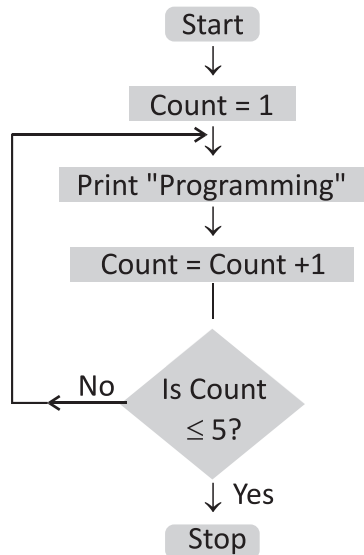 Start
Count = 1
Print "Programming"
Count = Count +1
Is Count
≤ 5?
No
Yes
Stop